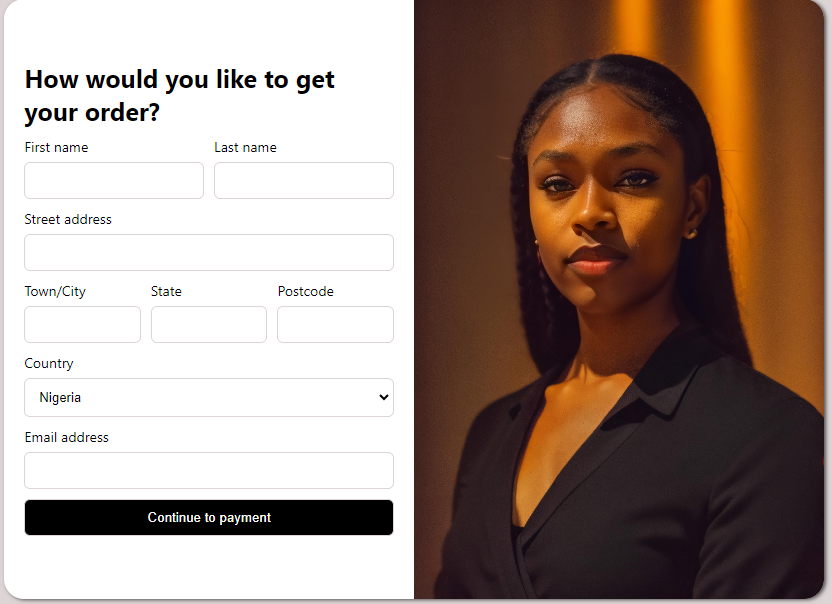 How would you like to get
your order?
First name
Last name
Street address
Town/City
State
Postcode
Country
Nigeria
Email address
Continue to payment